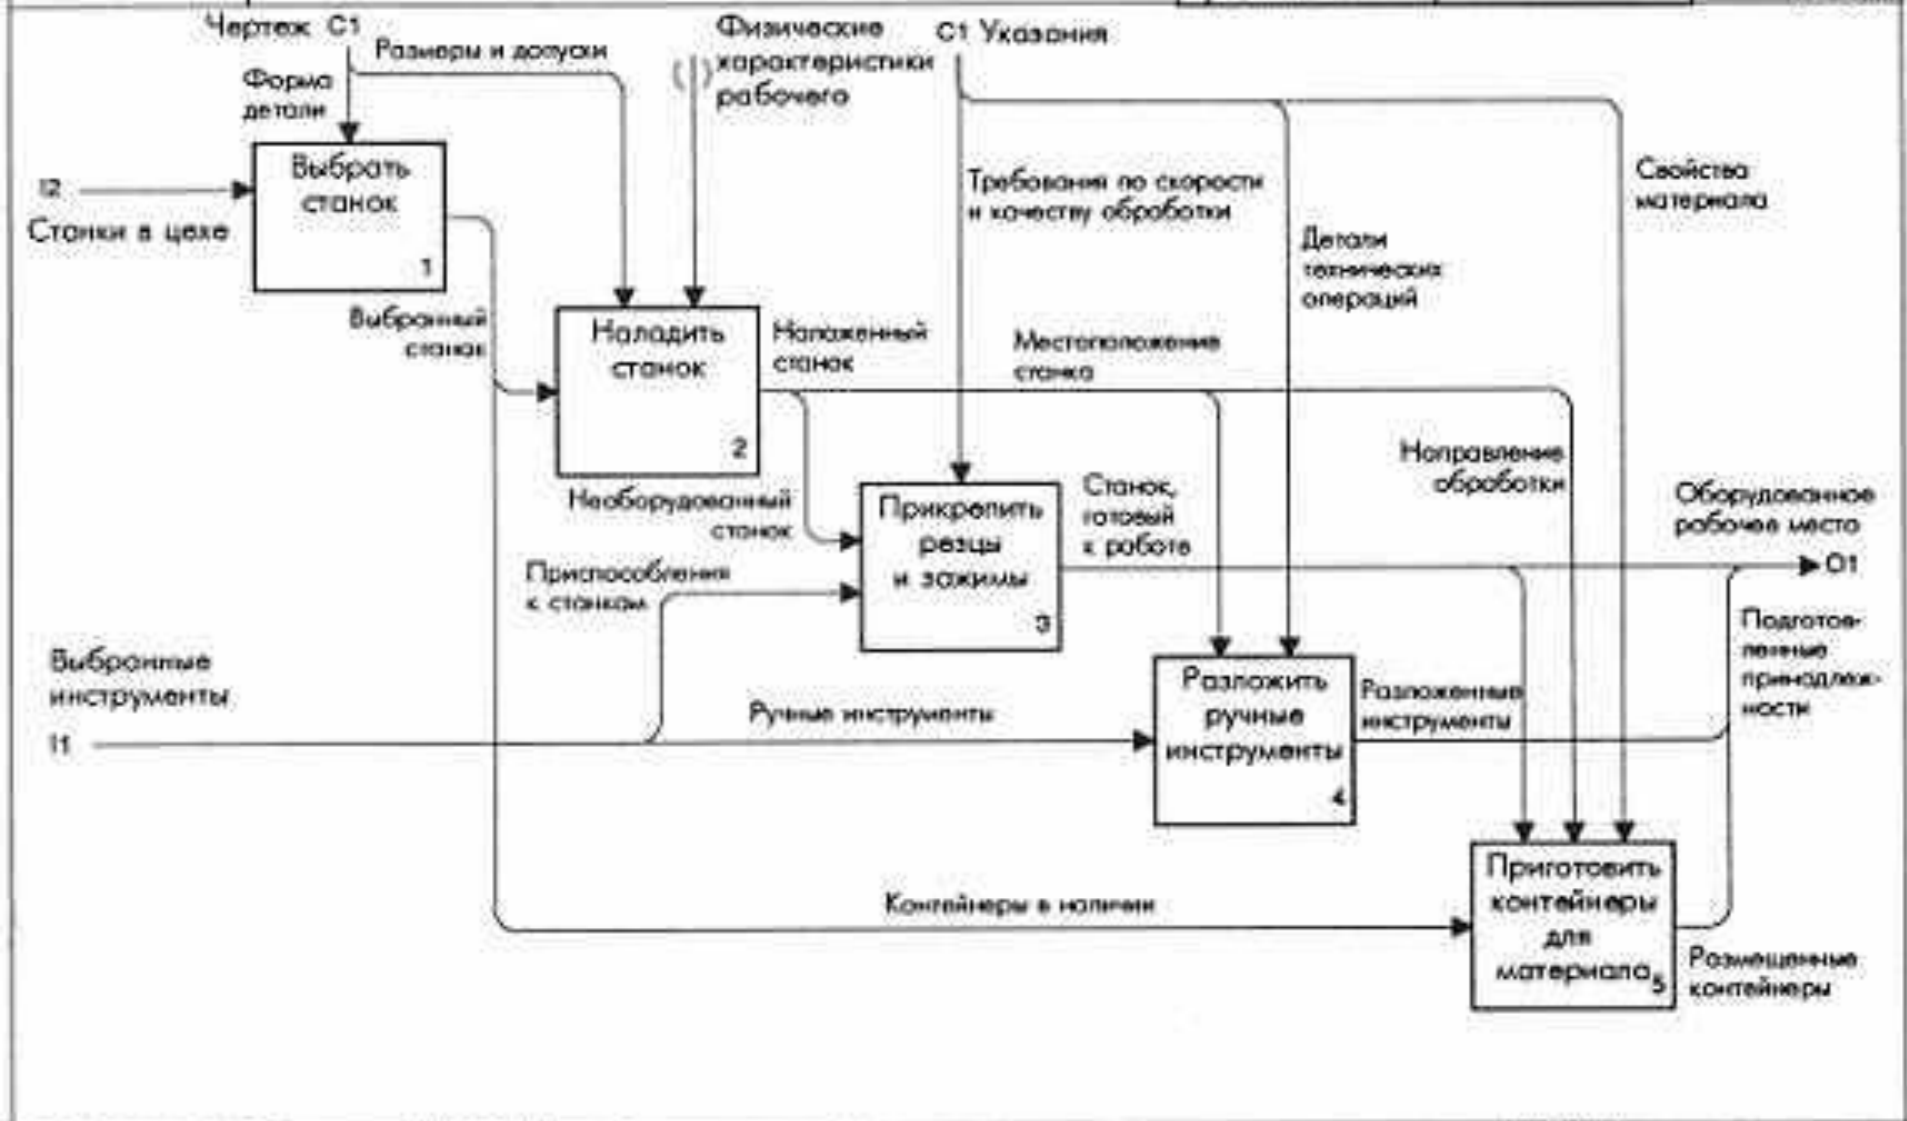 Чертеж C1
Размеры и допуски
Форма
детали
Физические
характеристики
рабочего
C1 Указания
Выбрать
станок
1
I2
Станки в цехе
Требования по скорости
и качеству обработки
Свойства
материала
Детали
технических
операций
Выбранный
станок
Наладить
станок
2
Налаженный
станок
Местоположение
станка
Направление
обработки
Необорудованный
станок
Прикрепить
резцы
и зажимы
3
Станок,
готовый
к работе
Оборудованное
рабочее место
O1
Приспособления
к станкам
Выбранные
инструменты
I1
Ручные инструменты
Разложить
ручные
инструменты
4
Разложенные
инструменты
Подготов-
ленные
принадлеж-
ности
Контейнеры в наличии
Приготовить
контейнеры
для
материала
5
Размещенные
контейнеры